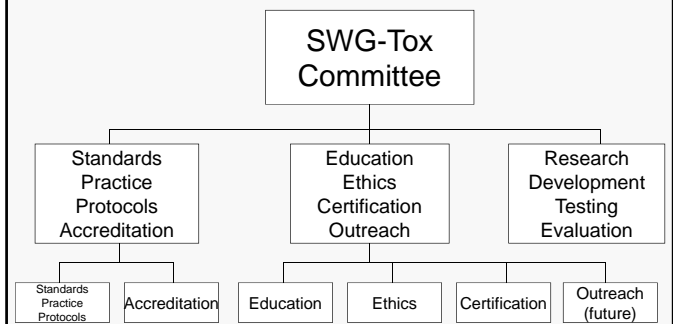 SWG-Tox
Committee
Standards
Practice
Protocols
Accreditation
Education
Ethics
Certification
Outreach
Research
Development
Testing
Evaluation
Standards
Practice
Protocols
Accreditation
Education
Ethics
Certification
Outreach
(future)